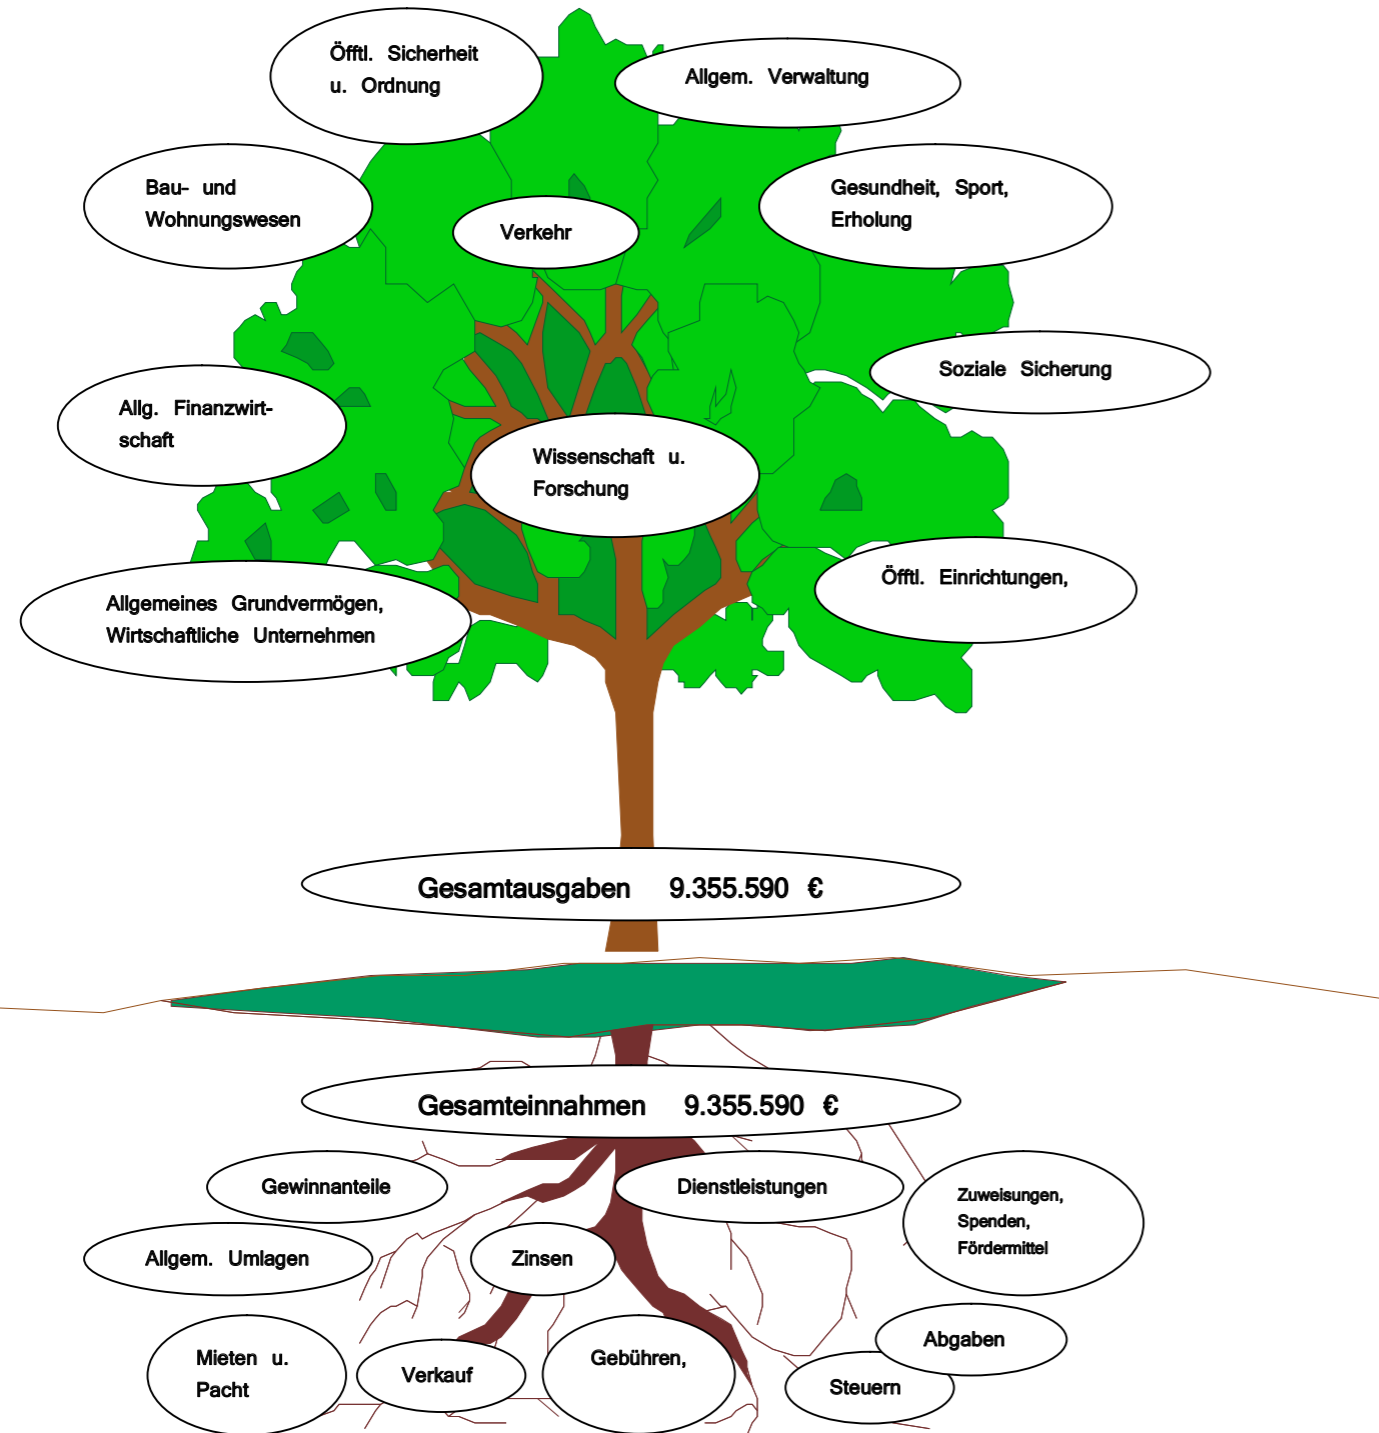 Öfftl. Sicherheit
u. Ordnung
Allgem. Verwaltung
Bau- und
Wohnungswesen
Verkehr
Gesundheit, Sport,
Erholung
Soziale Sicherung
Allg. Finanzwirt-
schaft
Wissenschaft u.
Forschung
Öfftl. Einrichtungen,
Allgemeines Grundvermögen,
Wirtschaftliche Unternehmen
Gesamtausgaben 9.355.590 €
Gesamteinnahmen 9.355.590 €
Gewinnanteile
Dienstleistungen
Zuweisungen,
Spenden,
Fördermittel
Allgem. Umlagen
Zinsen
Abgaben
Mieten u.
Pacht
Verkauf
Gebühren,
Steuern